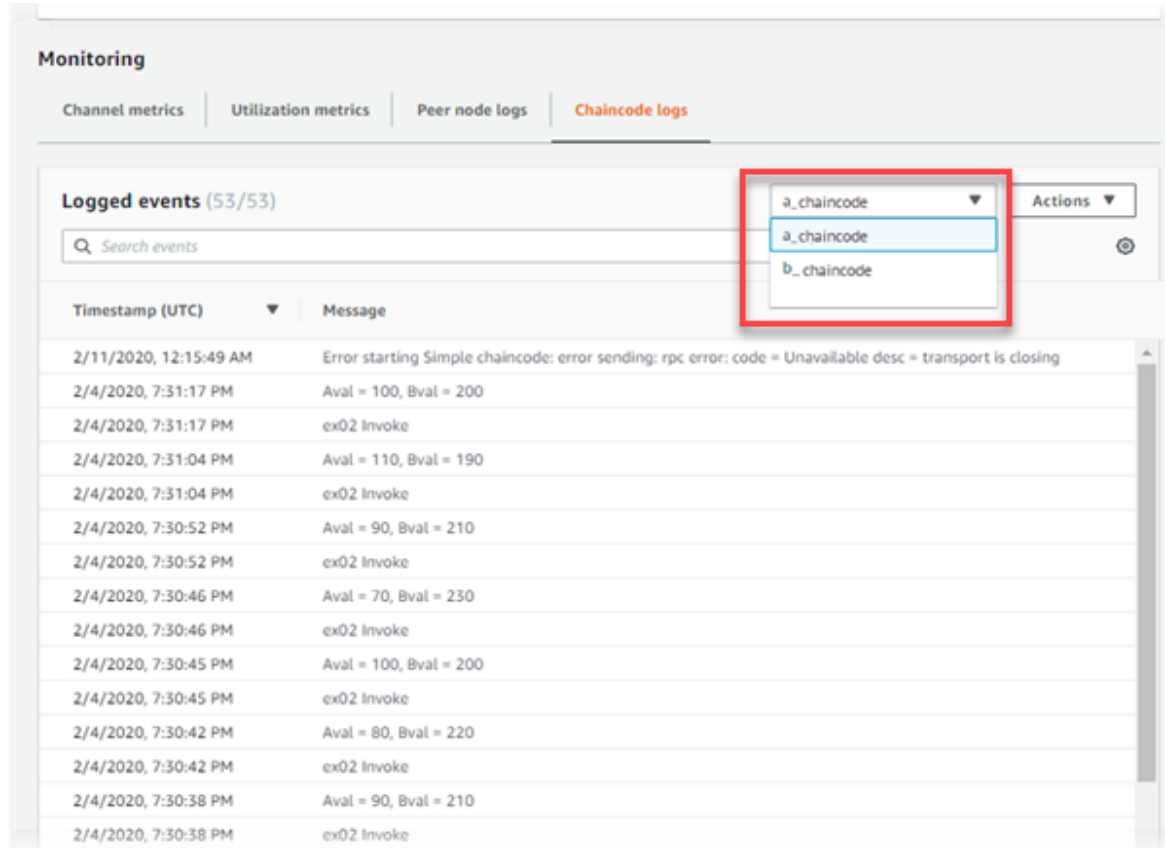 Monitoring
Channel metrics Utilization metrics Peer node logs Chaincode logs
Logged events (53/53) a_chaincode Actions
Search events a_chaincode
b_ chaincode
Timestamp (UTC) Message
2/11/2020, 12:15:49 AM Error starting Simple chaincode: error sending: rpc error: code = Unavailable desc = transport is closing
2/4/2020, 7:31:17 PM Aval = 100, Bval = 200
2/4/2020, 7:31:17 PM ex02 Invoke
2/4/2020, 7:31:04 PM Aval = 110, Bval = 190
2/4/2020, 7:31:04 PM ex02 Invoke
2/4/2020, 7:30:52 PM Aval = 90, Bval = 210
2/4/2020, 7:30:52 PM ex02 Invoke
2/4/2020, 7:30:46 PM Aval = 70, Bval = 230
2/4/2020, 7:30:46 PM ex02 Invoke
2/4/2020, 7:30:45 PM Aval = 100, Bval = 200
2/4/2020, 7:30:45 PM ex02 Invoke
2/4/2020, 7:30:42 PM Aval = 80, Bval = 220
2/4/2020, 7:30:42 PM ex02 Invoke
2/4/2020, 7:30:38 PM Aval = 90, Bval = 210
2/4/2020, 7:30:38 PM ex02 Invoke